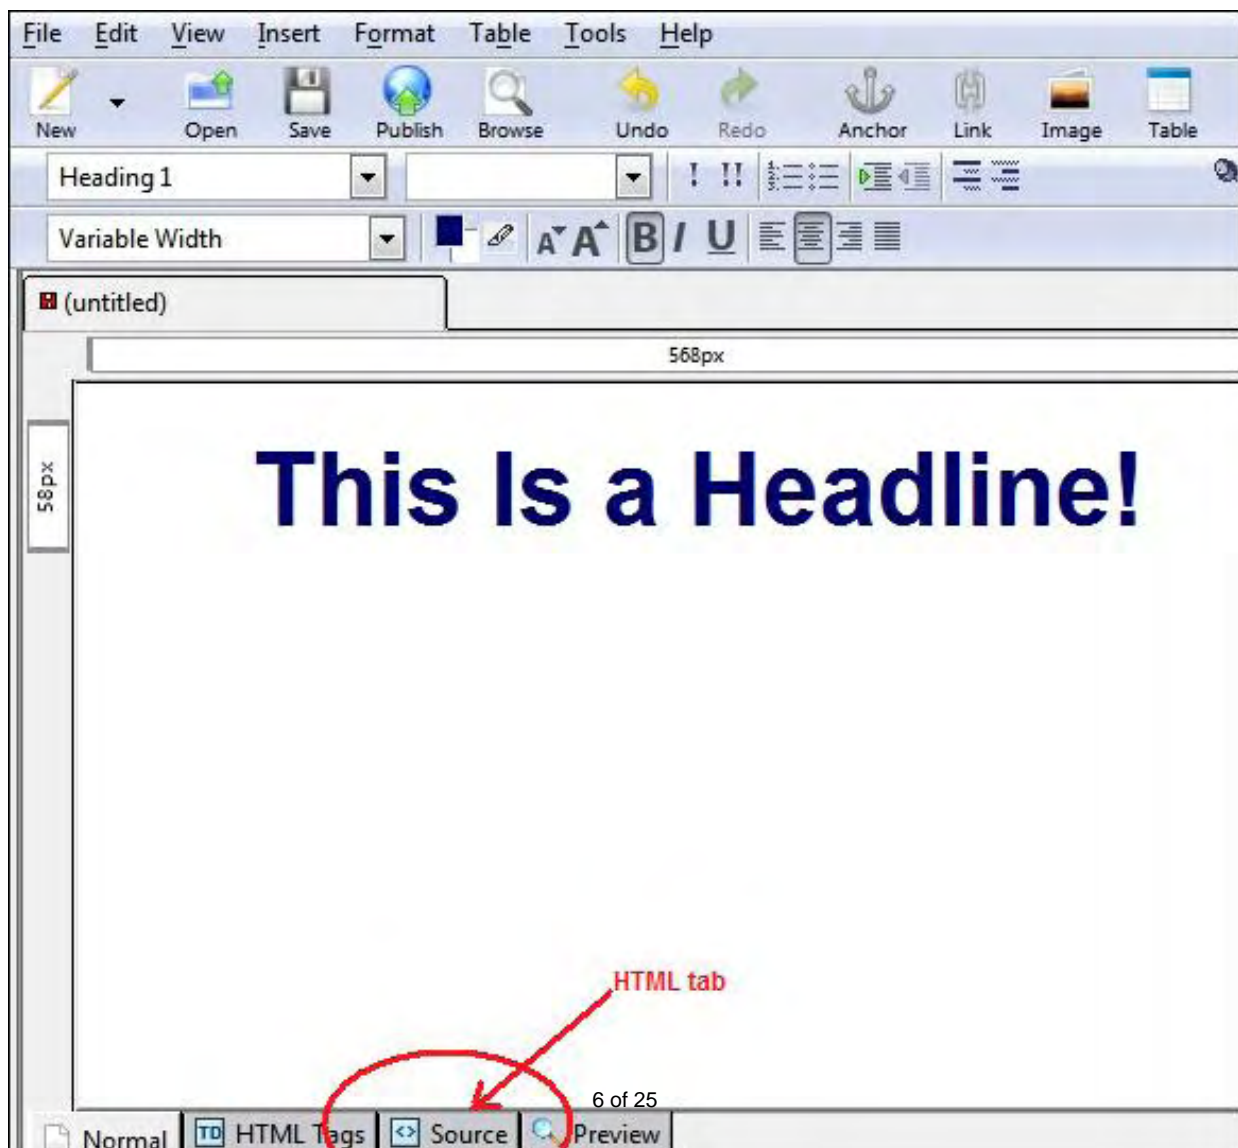 File Edit View Insert Format Table Tools Help
New Open Save Publish Browse Undo Redo Anchor Link Image Table
Heading 1 ! !!
Variable Width A A B I U
(untitled)
568px
58px
This Is a Headline!
HTML tab
6 of 25
Normal TD HTML Tags <> Source Preview